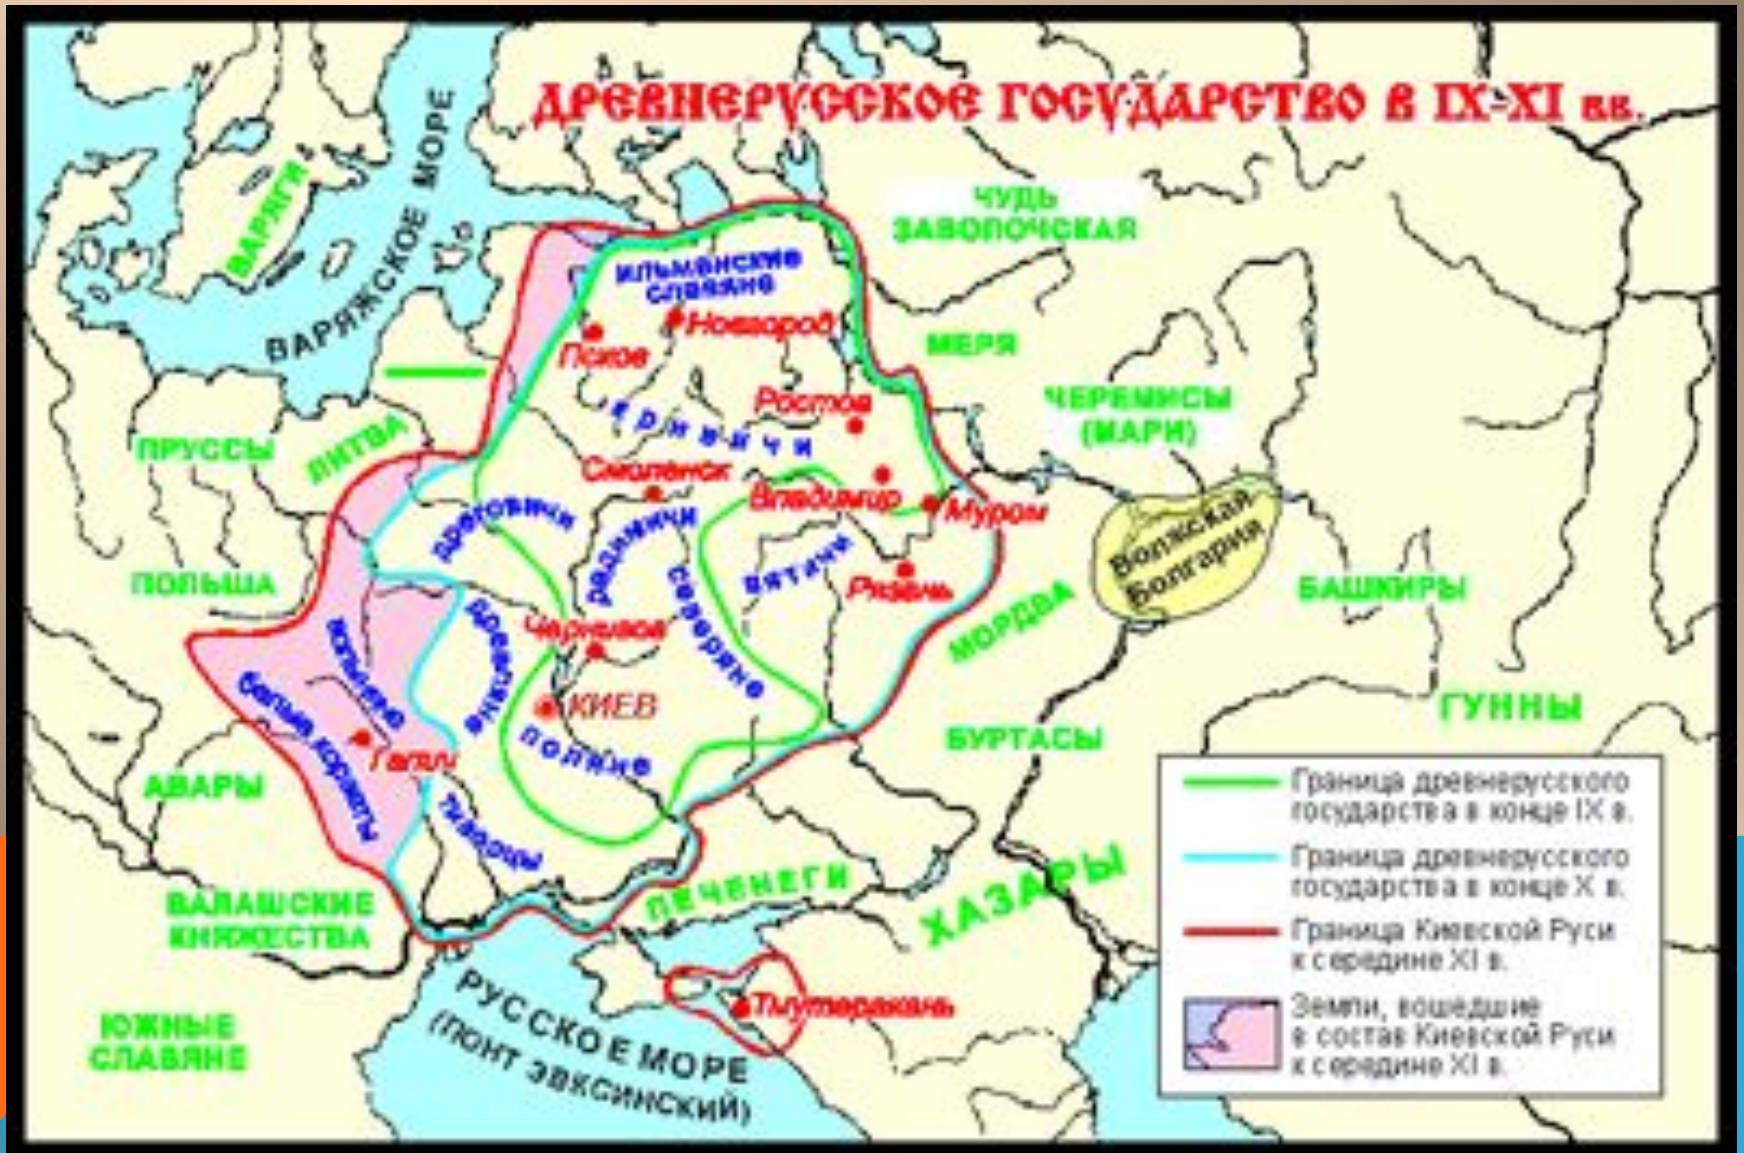 ДРЕВНЕРУССКОЕ ГОСУДАРСТВО В IX-XI вв.
ВАРЯГИ
ВАРЯЖСКОЕ МОРЕ
ЧУДЬ
ЗАВОЛОЧСКАЯ
ильменские
славяне
Новгород
Псков
МЕРЯ
Ростов
кривичи
ЧЕРЕМИСЫ
(МАРИ)
ПРУССЫ
ЛИТВА
Смоленск
Владимир
Муром
дреговичи
радимичи
вятичи
Волжская
Болгария
Рязань
северяне
ПОЛЬША
БАШКИРЫ
МОРДВА
Чернигов
древляне
волыняне
белые хорваты
КИЕВ
ГУННЫ
поляне
БУРТАСЫ
Галич
АВАРЫ
тиверцы
ПЕЧЕНЕГИ
ХАЗАРЫ
ВАЛАШСКИЕ
КНЯЖЕСТВА
Тмутаракань
ЮЖНЫЕ
СЛАВЯНЕ
РУССКОЕ МОРЕ
(ПОНТ ЭВКСИНСКИЙ)
Граница древнерусского
государства в конце IX в.
Граница древнерусского
государства в конце X в.
Граница Киевской Руси
к середине XI в.
Земли, вошедшие
в состав Киевской Руси
к середине XI в.